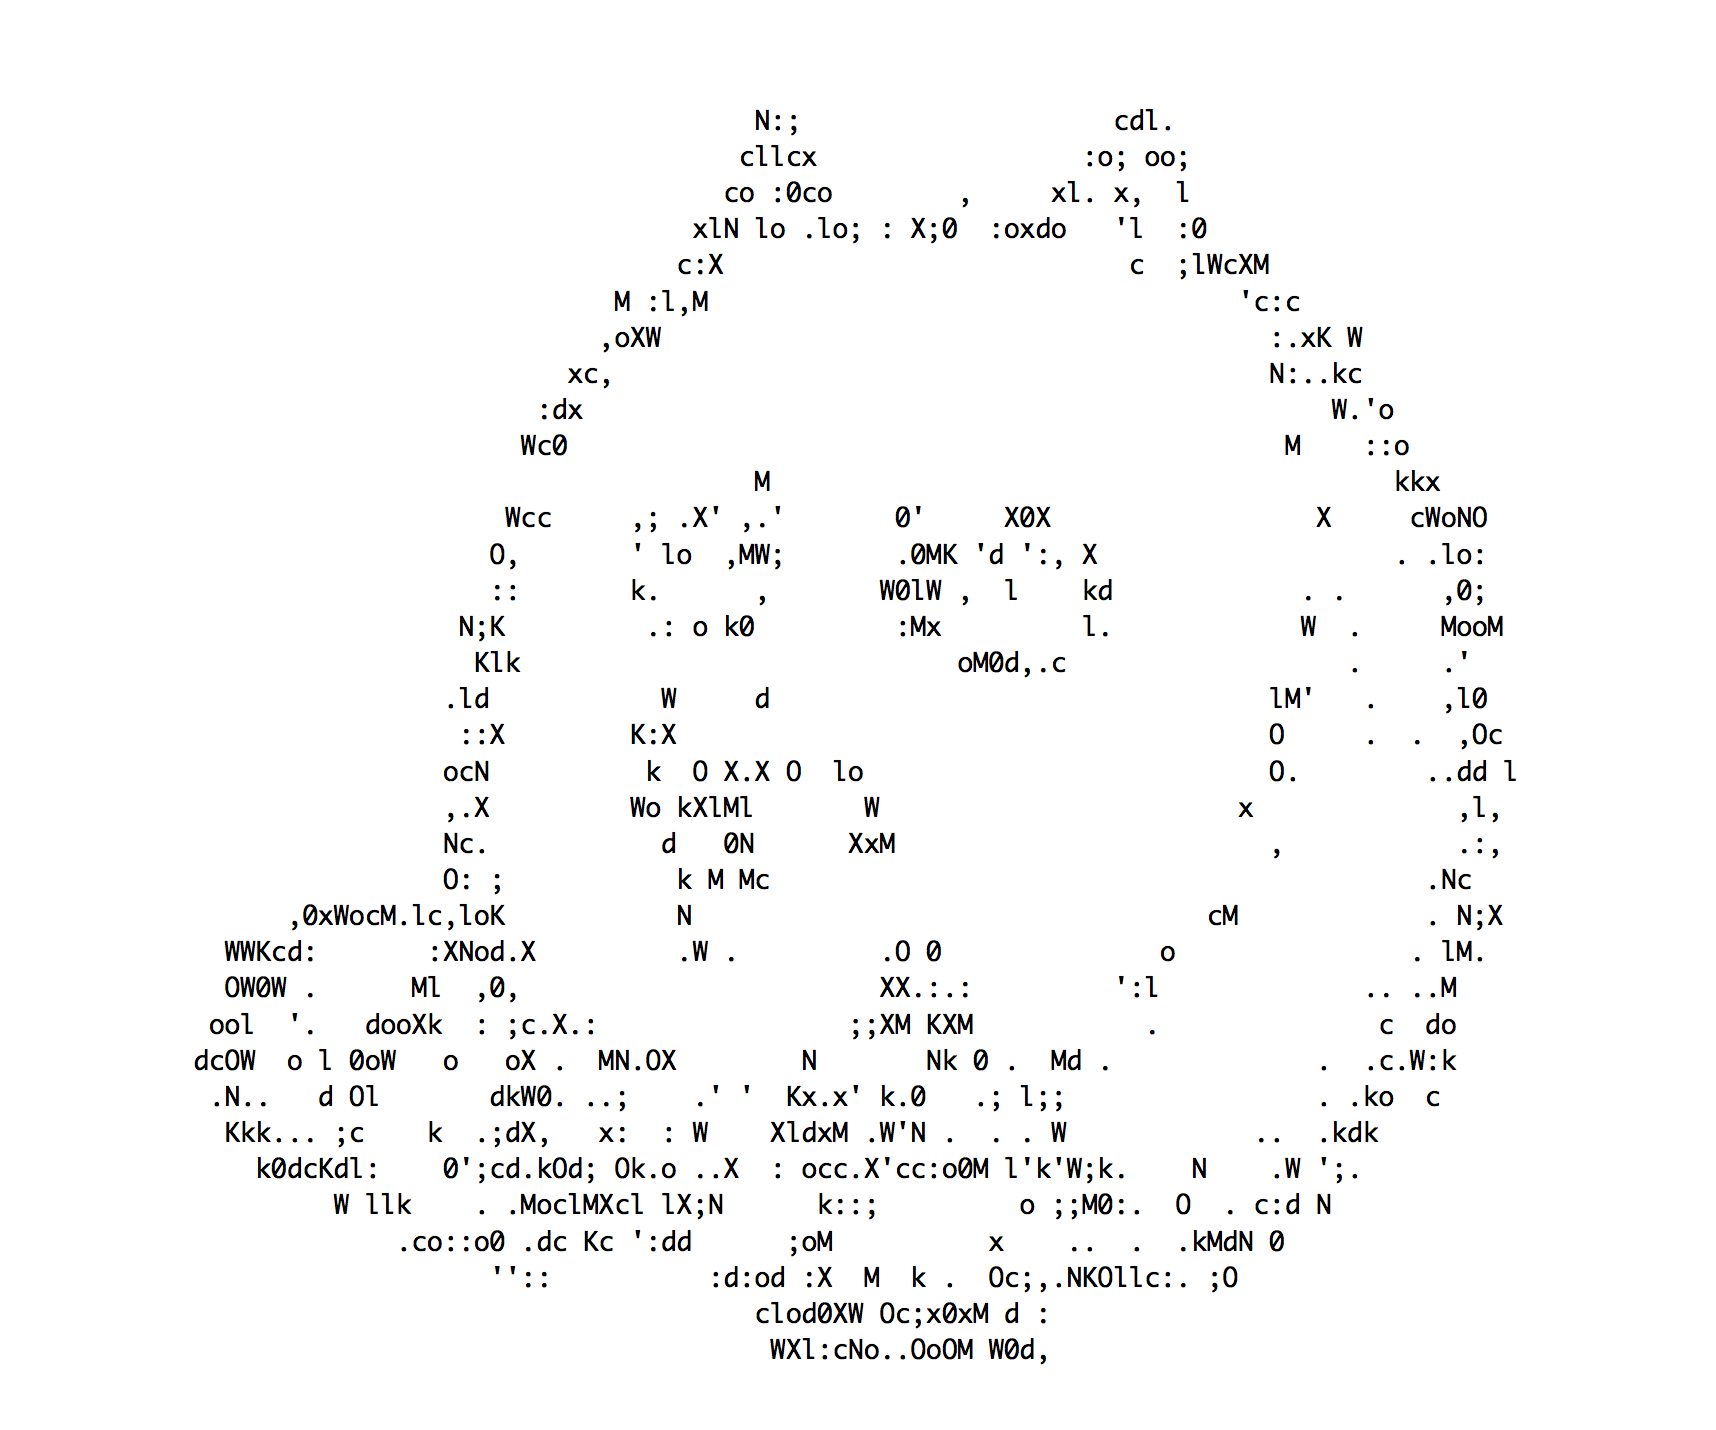 N:; cdl.
cllcx :o; oo;
co :0co , xl. x, l
xlN lo .lo; : X;0 :oxdo 'l :0
c:X c ;lWcXM
M :l,M 'c:c
,oXW :.xK W
xc, N:..kc
:dx W.'o
Wc0 M ::o
M kkx
Wcc ,; .X' ,.' 0' X0X X cWoNO
O, ' lo ,MW; .0MK 'd ':, X . .lo:
:: k. , W0lW , l kd . . ,0;
N;K .: o k0 :Mx l. W . MooM
Klk oM0d,.c . .'
.ld W d lM' . ,l0
::X K:X O . . ,Oc
ocN k O X.X O lo O. ..dd l
,.X Wo kXlMl W x ,l,
Nc. d 0N XxM , .:,
O: ; k M Mc .Nc
,0xWocM.lc,loK N cM . N;X
WWKcd: :XNod.X .W . .O 0 o . lM.
OW0W . Ml ,0, XX.:.: ':l .. ..M
ool '. dooXk : ;c.X.: ;;XM KXM . c do
dcOW o l 0oW o oX . MN.OX N Nk 0 . Md . . .c.W:k
.N.. d Ol dkW0. ..; .' ' Kx.x' k.0 .; l;; . .ko c
Kkk... ;c k .;dX, x: : W XldxM .W'N . . . W .. .kdk
k0dcKdl: 0';cd.kOd; Ok.o ..X : occ.X'cc:o0M l'k'W;k. N .W ';.
W llk . .MoclMXcl lX;N k::; o ;;M0:. O . c:d N
.co::o0 .dc Kc ':dd ;oM x .. . .kMdN 0
'':: :d:od :X M k . Oc;,.NKOllc:. ;O
clod0XW Oc;x0xM d :
WXl:cNo..OoOM W0d,